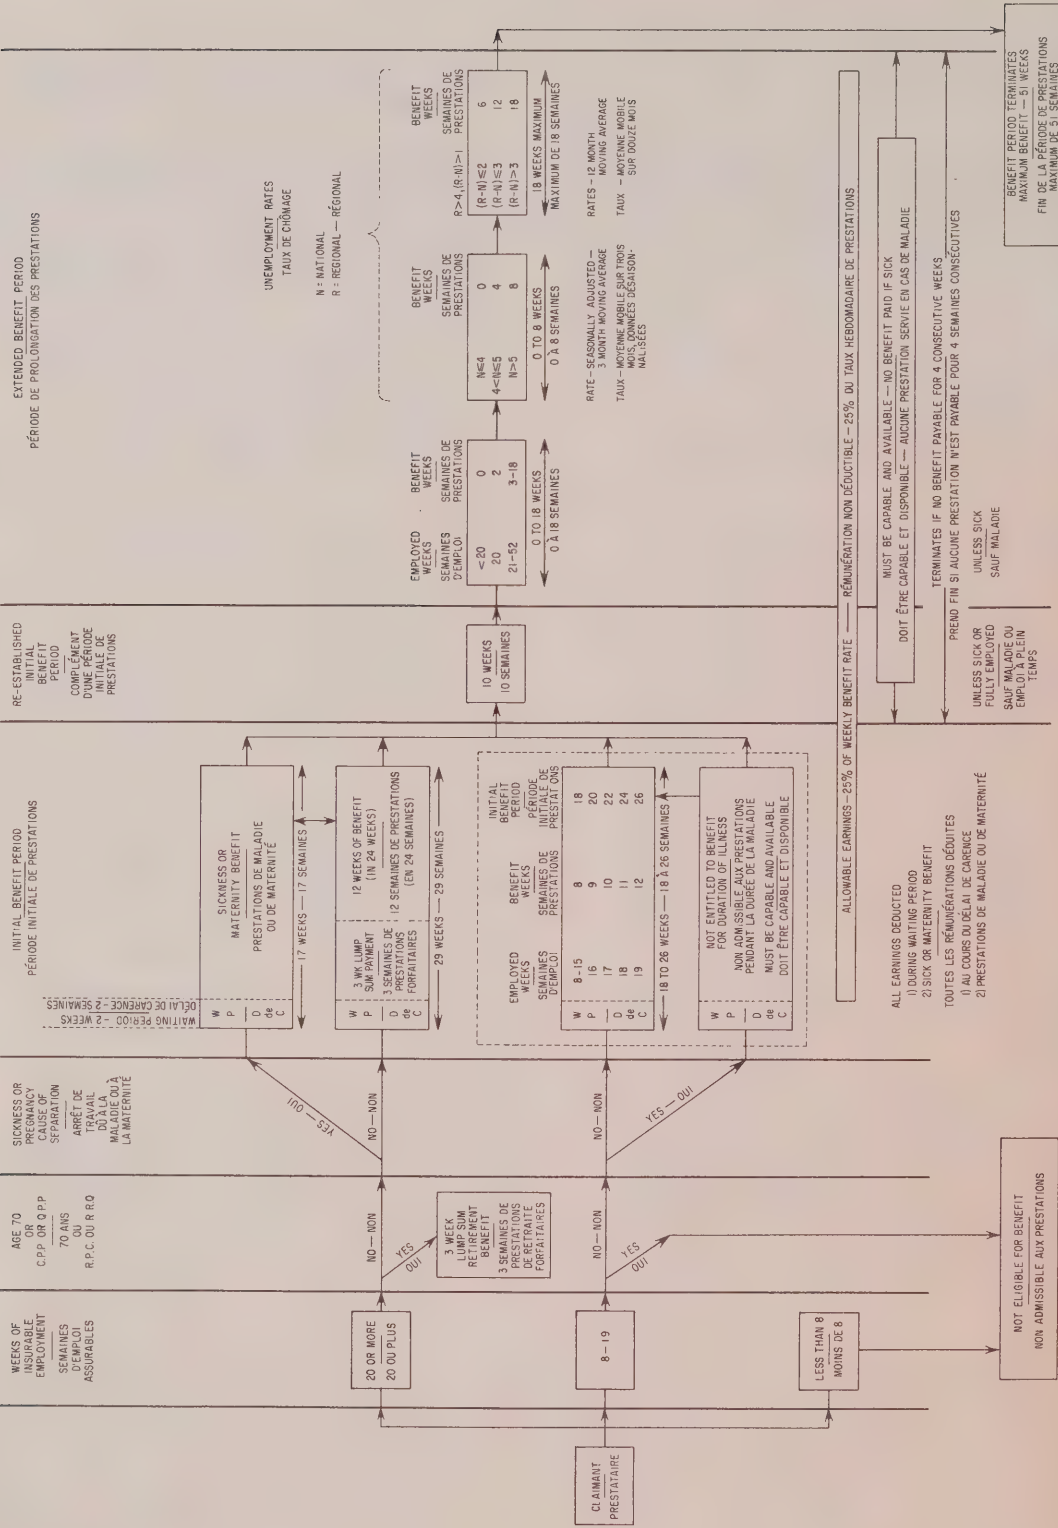 WEEKS OF
INSURABLE
EMPLOYMENT
SEMAINES
D'EMPLOI
ASSURABLES
AGE 70
OR
C.P.P OR Q.P.P
70 ANS
OU
R.P.C. OU R.R.Q
SICKNESS OR
PREGNANCY
CAUSE OF
SEPARATION
ARRÊT DE
TRAVAIL
DÛ À LA
MALADIE OU À
LA MATERNITÉ
INITIAL BENEFIT PERIOD
PÉRIODE INITIALE DE PRESTATIONS
RE-ESTABLISHED
INITIAL
BENEFIT
PERIOD
COMPLÉMENT
D'UNE PÉRIODE
INITIALE DE
PRESTATIONS
EXTENDED BENEFIT PERIOD
PÉRIODE DE PROLONGATION DES PRESTATIONS
WAITING PERIOD - 2 WEEKS
DÉLAI DE CARENCE - 2 SEMAINES
CLAIMANT
PRESTATAIRE
20 OR MORE
20 OU PLUS
8-19
LESS THAN 8
MOINS DE 8
NO—NON
YES
OUI
3 WEEK
LUMP SUM
RETIREMENT
BENEFIT
3 SEMAINES DE
PRESTATIONS
DE RETRAITE
FORFAITAIRES
NO—NON
YES
OUI
NOT ELIGIBLE FOR BENEFIT
NON ADMISSIBLE AUX PRESTATIONS
YES—OUI
NO—NON
NO—NON
YES—OUI
W
P
D
de
C
SICKNESS OR
MATERNITY BENEFIT
PRESTATIONS DE MALADIE
OU DE MATERNITÉ
17 WEEKS—17 SEMAINES
W
P
D
de
C
3 WK LUMP
SUM PAYMENT
3 SEMAINES DE
PRESTATIONS
FORFAITAIRES
12 WEEKS OF BENEFIT
(IN 24 WEEKS)
12 SEMAINES DE PRESTATIONS
(EN 24 SEMAINES)
29 WEEKS—29 SEMAINES
EMPLOYED
WEEKS
SEMAINES
D'EMPLOI
BENEFIT
WEEKS
SEMAINES DE
PRESTATIONS
INITIAL
BENEFIT
PERIOD
PÉRIODE
INITIALE DE
PRESTATIONS
W
P
D
de
C
8-15 8 18
16 9 20
17 10 22
18 11 24
19 12 26
18 TO 26 WEEKS—18 À 26 SEMAINES
W
P
D
de
C
NOT ENTITLED TO BENEFIT
FOR DURATION OF ILLNESS
NON ADMISSIBLE AUX PRESTATIONS
PENDANT LA DURÉE DE LA MALADIE
MUST BE CAPABLE AND AVAILABLE
DOIT ÊTRE CAPABLE ET DISPONIBLE
10 WEEKS
10 SEMAINES
EMPLOYED
WEEKS
SEMAINES
D'EMPLOI
BENEFIT
WEEKS
SEMAINES DE
PRESTATIONS
<20 0
20 2
21-52 3-18
0 TO 18 WEEKS
0 À 18 SEMAINES
UNEMPLOYMENT RATES
TAUX DE CHÔMAGE
N = NATIONAL
R = REGIONAL—RÉGIONAL
BENEFIT
WEEKS
SEMAINES DE
PRESTATIONS
N≤4 0
4<N≤5 4
N>5 8
0 TO 8 WEEKS
0 À 8 SEMAINES
RATE—SEASONALLY ADJUSTED—
3 MONTH MOVING AVERAGE
TAUX—MOYENNE MOBILE SUR TROIS
MOIS, DONNÉES DÉSAISON-
NALISÉES
BENEFIT
WEEKS
SEMAINES DE
PRESTATIONS
R>4,(R-N)>1
(R-N)≤2 6
(R-N)≤3 12
(R-N)>3 18
18 WEEKS MAXIMUM
MAXIMUM DE 18 SEMAINES
RATES—12 MONTH
MOVING AVERAGE
TAUX—MOYENNE MOBILE
SUR DOUZE MOIS
ALLOWABLE EARNINGS—25% OF WEEKLY BENEFIT RATE — RÉMUNÉRATION NON DÉDUCTIBLE—25% DU TAUX HEBDOMADAIRE DE PRESTATIONS
ALL EARNINGS DEDUCTED
1) DURING WAITING PERIOD
2) SICK OR MATERNITY BENEFIT
TOUTES LES RÉMUNÉRATIONS DÉDUITES
1) AU COURS DU DÉLAI DE CARENCE
2) PRESTATIONS DE MALADIE OU DE MATERNITÉ
MUST BE CAPABLE AND AVAILABLE—NO BENEFIT PAID IF SICK
DOIT ÊTRE CAPABLE ET DISPONIBLE—AUCUNE PRESTATION SERVIE EN CAS DE MALADIE
TERMINATES IF NO BENEFIT PAYABLE FOR 4 CONSECUTIVE WEEKS
PREND FIN SI AUCUNE PRESTATION N'EST PAYABLE POUR 4 SEMAINES CONSÉCUTIVES
UNLESS SICK OR
FULLY EMPLOYED
SAUF MALADIE OU
EMPLOI À PLEIN
TEMPS
UNLESS SICK
SAUF MALADIE
BENEFIT PERIOD TERMINATES
MAXIMUM BENEFIT—51 WEEKS
FIN DE LA PÉRIODE DE PRESTATIONS
MAXIMUM DE 51 SEMAINES